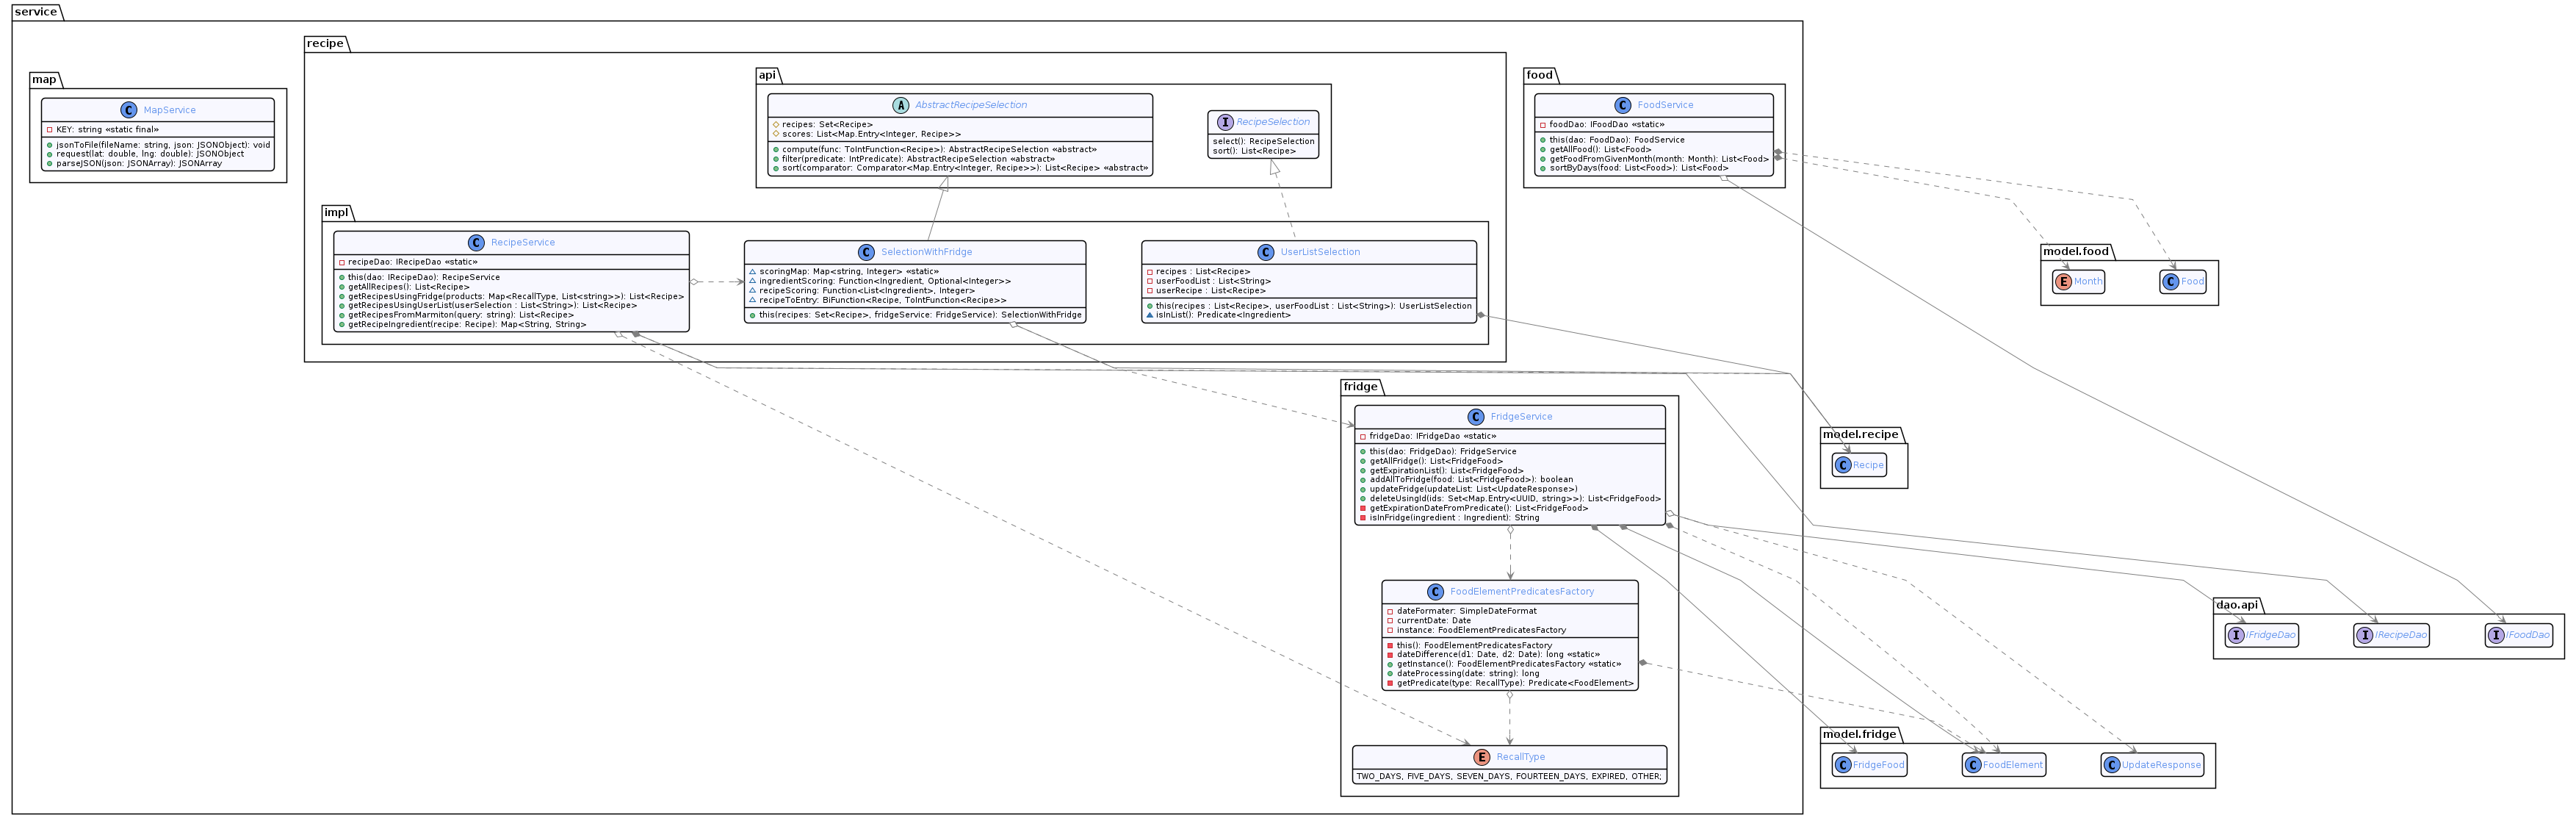 service
recipe
map
MapService
KEY: string «static final»
jsonToFile(fileName: string, json: JSONObject): void
request(lat: double, lng: double): JSONObject
parseJSON(json: JSONArray): JSONArray
api
A
AbstractRecipeSelection
recipes: Set<Recipe>
scores: List<Map.Entry<Integer, Recipe>>
compute(func: ToIntFunction<Recipe>): AbstractRecipeSelection «abstract»
filter(predicate: IntPredicate): AbstractRecipeSelection «abstract»
sort(comparator: Comparator<Map.Entry<Integer, Recipe>>): List<Recipe> «abstract»
I
RecipeSelection
select(): RecipeSelection
sort(): List<Recipe>
food
C
FoodService
foodDao: IFoodDao «static»
this(dao: FoodDao): FoodService
getAllFood(): List<Food>
getFoodFromGivenMonth(month: Month): List<Food>
sortByDays(food: List<Food>): List<Food>
impl
C
RecipeService
recipeDao: IRecipeDao «static»
this(dao: IRecipeDao): RecipeService
getAllRecipes(): List<Recipe>
getRecipesUsingFridge(products: Map<RecallType, List<string>>): List<Recipe>
getRecipesUsingUserList(userSelection : List<String>): List<Recipe>
getRecipesFromMarmiton(query: string): List<Recipe>
getRecipeIngredient(recipe: Recipe): Map<String, String>
C
SelectionWithFridge
scoringMap: Map<string, Integer> «static»
ingredientScoring: Function<Ingredient, Optional<Integer>>
recipeScoring: Function<List<Ingredient>, Integer>
recipeToEntry: BiFunction<Recipe, ToIntFunction<Recipe>>
this(recipes: Set<Recipe>, fridgeService: FridgeService): SelectionWithFridge
C
UserListSelection
recipes : List<Recipe>
userFoodList : List<String>
userRecipe : List<Recipe>
this(recipes : List<Recipe>, userFoodList : List<String>): UserListSelection
isInList(): Predicate<Ingredient>
model.food
E Month
C Food
fridge
C
FridgeService
fridgeDao: IFridgeDao «static»
this(dao: FridgeDao): FridgeService
getAllFridge(): List<FridgeFood>
getExpirationList(): List<FridgeFood>
addAllToFridge(food: List<FridgeFood>): boolean
updateFridge(updateList: List<UpdateResponse>)
deleteUsingId(ids: Set<Map.Entry<UUID, string>>): List<FridgeFood>
getExpirationDateFromPredicate(): List<FridgeFood>
isInFridge(ingredient : Ingredient): String
model.recipe
C Recipe
C
FoodElementPredicatesFactory
dateFormater: SimpleDateFormat
currentDate: Date
instance: FoodElementPredicatesFactory
this(): FoodElementPredicatesFactory
dateDifference(d1: Date, d2: Date): long «static»
getInstance(): FoodElementPredicatesFactory «static»
dateProcessing(date: string): long
getPredicate(type: RecallType): Predicate<FoodElement>
dao.api
I IFridgeDao
I IRecipeDao
I IFoodDao
E
RecallType
TWO_DAYS, FIVE_DAYS, SEVEN_DAYS, FOURTEEN_DAYS, EXPIRED, OTHER;
model.fridge
C FridgeFood
C FoodElement
C UpdateResponse